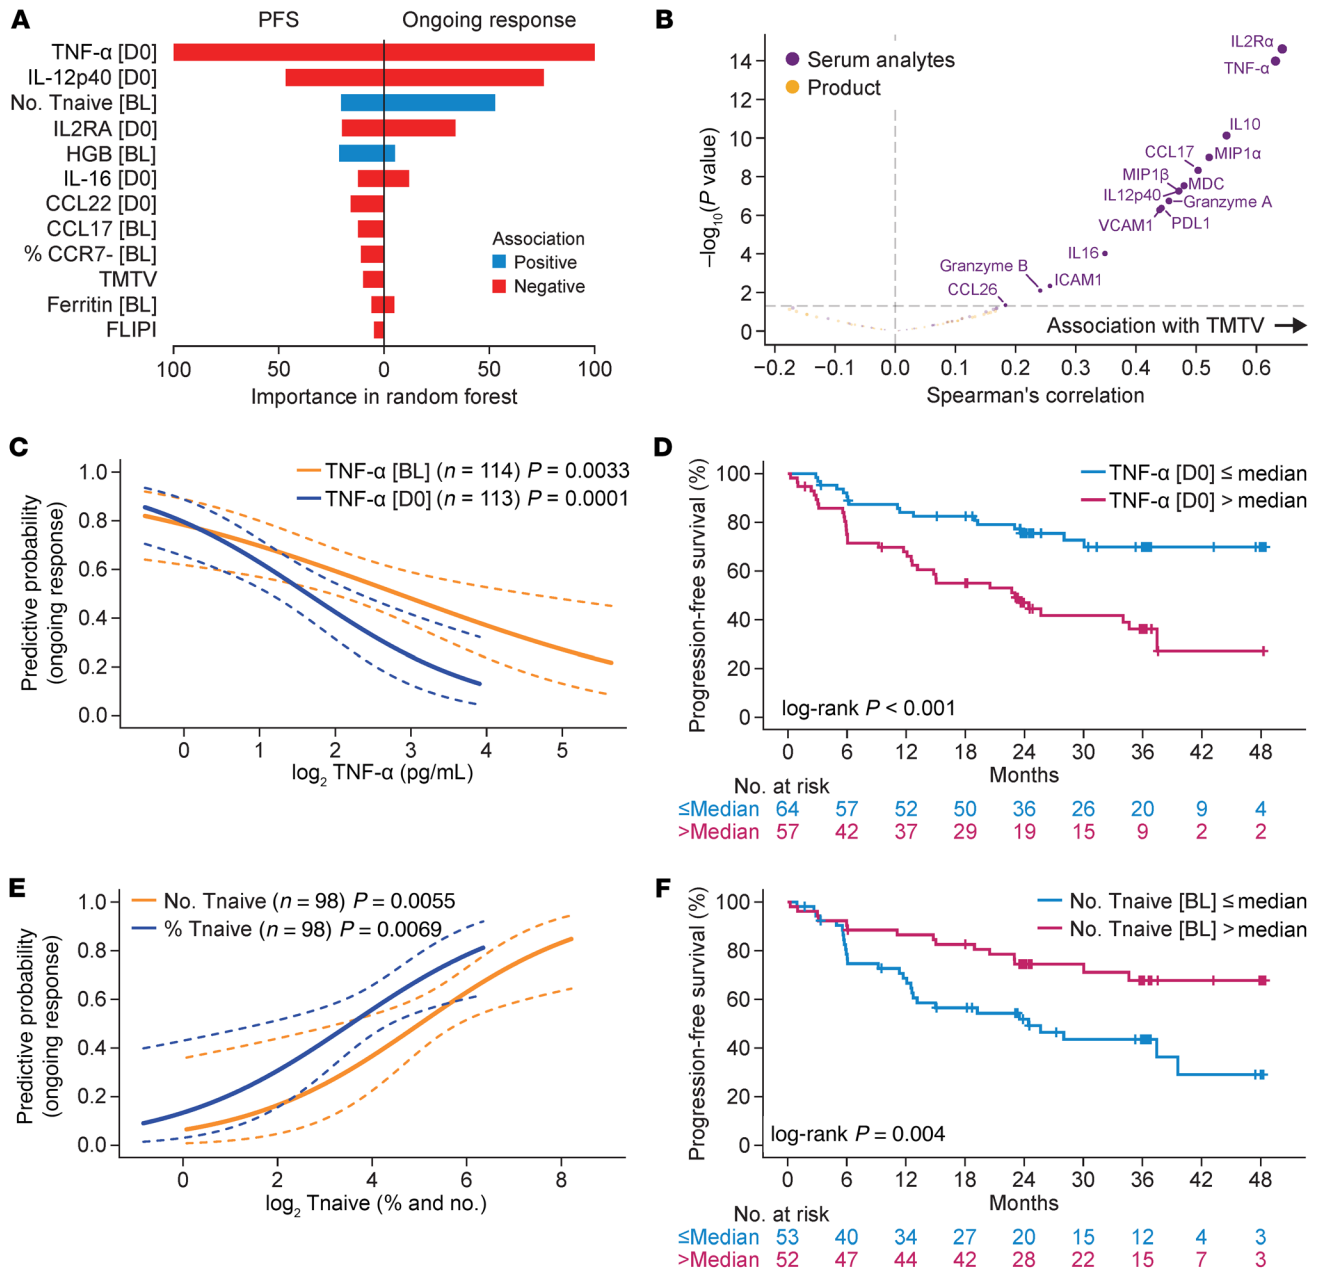 A
PFS
Ongoing response
TNF-α [D0]
IL-12p40 [D0]
No. Tnaive [BL]
IL2RA [D0]
HGB [BL]
IL-16 [D0]
CCL22 [D0]
CCL17 [BL]
% CCR7- [BL]
TMTV
Ferritin [BL]
FLIPI
Association
Positive
Negative
100 50 0 50 100
Importance in random forest
B
Serum analytes
Product
IL2Rα
TNF-α
IL10
MIP1α
CCL17
MIP1β
MDC
IL12p40
Granzyme A
VCAM1
PDL1
IL16
Granzyme B
ICAM1
CCL26
Association with TMTV
14
12
10
8
6
4
2
0
–log10(P value)
−0.2 −0.1 0.0 0.1 0.2 0.3 0.4 0.5 0.6
Spearman's correlation
C
TNF-α [BL] (n = 114) P = 0.0033
TNF-α [D0] (n = 113) P = 0.0001
1.0
0.8
0.6
0.4
0.2
0.0
Predictive probability
(ongoing response)
0 1 2 3 4 5
log2 TNF-α (pg/mL)
D
TNF-α [D0] ≤ median
TNF-α [D0] > median
100
80
60
40
20
0
Progression-free survival (%)
log-rank P < 0.001
0 6 12 18 24 30 36 42 48
Months
No. at risk
≤Median 64 57 52 50 36 26 20 9 4
>Median 57 42 37 29 19 15 9 2 2
E
No. Tnaive (n = 98) P = 0.0055
% Tnaive (n = 98) P = 0.0069
1.0
0.8
0.6
0.4
0.2
0.0
Predictive probability
(ongoing response)
0 2 4 6 8
log2 Tnaive (% and no.)
F
No. Tnaive [BL] ≤ median
No. Tnaive [BL] > median
100
80
60
40
20
0
Progression-free survival (%)
log-rank P = 0.004
0 6 12 18 24 30 36 42 48
Months
No. at risk
≤Median 53 40 34 27 20 15 12 4 3
>Median 52 47 44 42 28 22 15 7 3